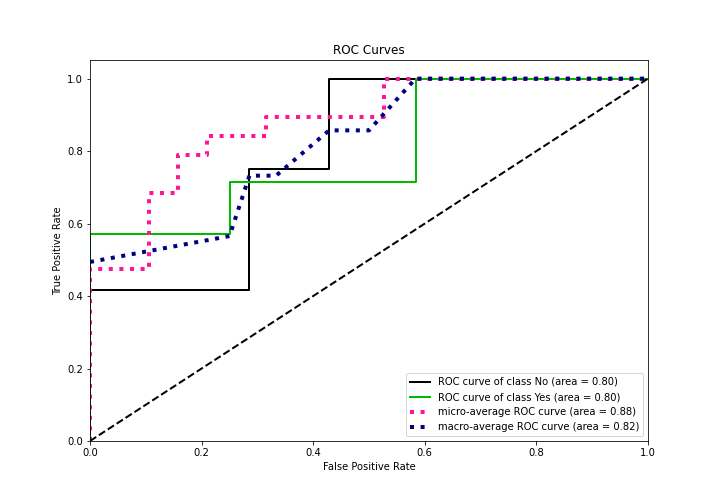 ROC Curves
True Positive Rate
1.0
0.8
0.6
0.4
0.2
0.0
0.0 0.2 0.4 0.6 0.8 1.0
False Positive Rate
ROC curve of class No (area = 0.80)
ROC curve of class Yes (area = 0.80)
micro-average ROC curve (area = 0.88)
macro-average ROC curve (area = 0.82)